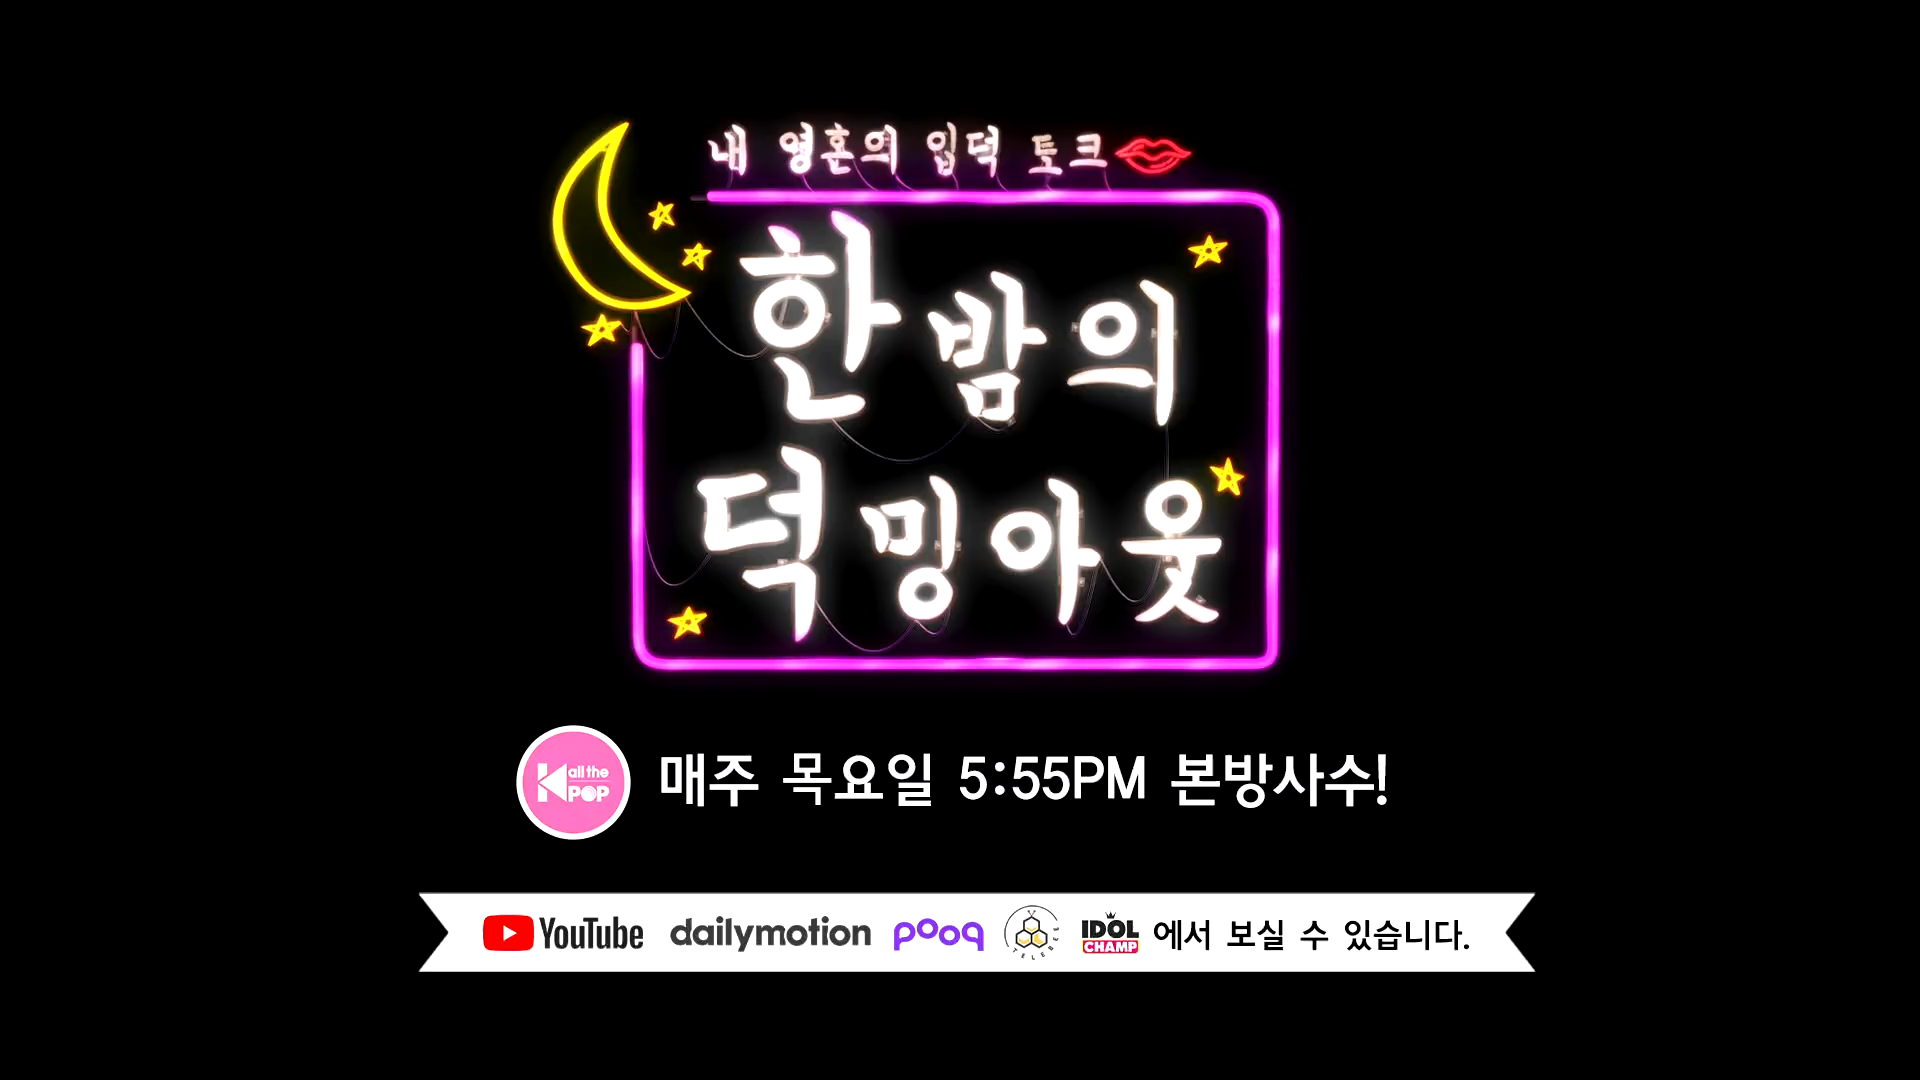 내 영혼의 입덕 토크
한밤의
덕밍아웃
all the K POP 매주 목요일 5:55PM 본방사수!
YouTube dailymotion pooq TELEBEE IDOL CHAMP 에서 보실 수 있습니다.